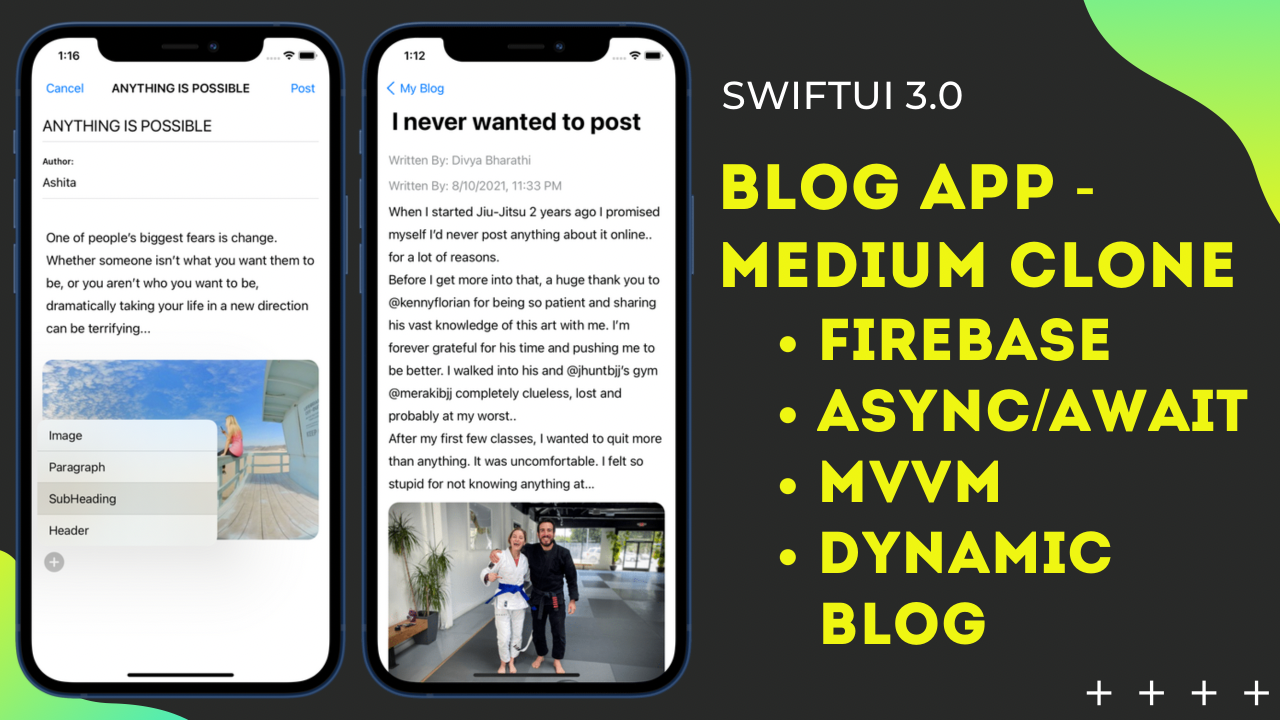 1:16
Cancel
ANYTHING IS POSSIBLE
Post
ANYTHING IS POSSIBLE
Author:
Ashita
One of people's biggest fears is change.
Whether someone isn't what you want them to
be, or you aren't who you want to be,
dramatically taking your life in a new direction
can be terrifying...
Image
Paragraph
SubHeading
Header
1:12
My Blog
I never wanted to post
Written By: Divya Bharathi
Written By: 8/10/2021, 11:33 PM
When I started Jiu-Jitsu 2 years ago I promised
myself I'd never post anything about it online..
for a lot of reasons.
Before I get more into that, a huge thank you to
@kennyflorian for being so patient and sharing
his vast knowledge of this art with me. I'm
forever grateful for his time and pushing me to
be better. I walked into his and @jhuntbjj's gym
@merakibjj completely clueless, lost and
probably at my worst..
After my first few classes, I wanted to quit more
than anything. It was uncomfortable. I felt so
stupid for not knowing anything at...
SWIFTUI 3.0
BLOG APP -
MEDIUM CLONE
• FIREBASE
• ASYNC/AWAIT
• MVVM
• DYNAMIC
BLOG